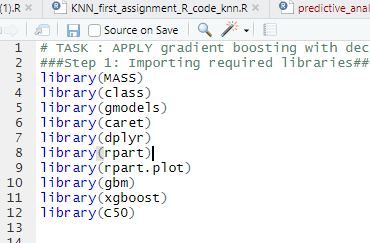 (1).R
KNN_first_assignment_R_code_knn.R
predictive_anal
Source on Save
1 # TASK : APPLY gradient boosting with dec
2 ###Step 1: Importing required libraries##
3 library(MASS)
4 library(class)
5 library(gmodels)
6 library(caret)
7 library(dplyr)
8 library(rpart)
9 library(rpart.plot)
10 library(gbm)
11 library(xgboost)
12 library(C50)
13